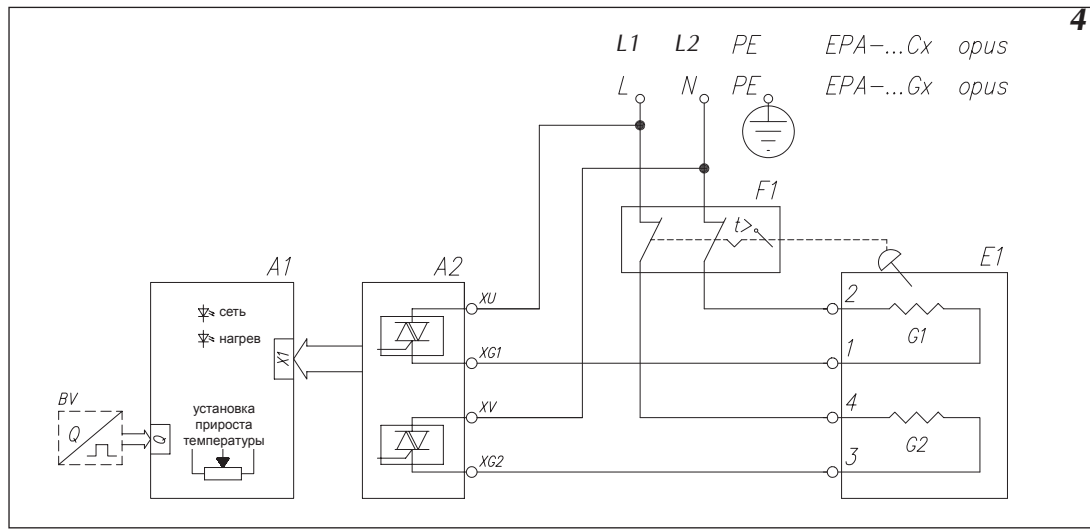 4
L1 L2 PE EPA-...Cx opus
L N PE EPA-...Gx opus
F1
t>
A1
A2
E1
XU
2
сеть
G1
нагрев
X1
XG1
1
BV
XV
4
установка
прироста
температуры
Q
Q
G2
XG2
3